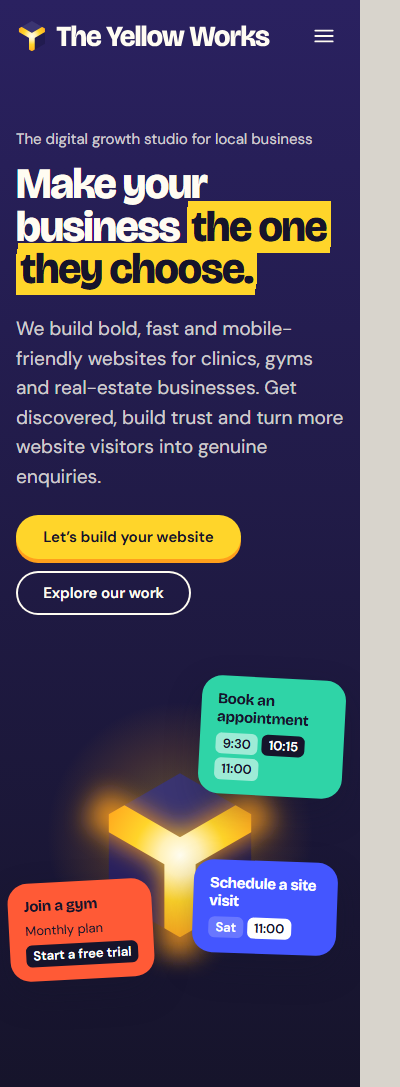 The Yellow Works
The digital growth studio for local business
Make your
business the one
they choose.
We build bold, fast and mobile-
friendly websites for clinics, gyms
and real-estate businesses. Get
discovered, build trust and turn more
website visitors into genuine
enquiries.
Let's build your website
Explore our work
Book an
appointment
9:30 10:15
11:00
Join a gym
Monthly plan
Start a free trial
Schedule a site
visit
Sat 11:00